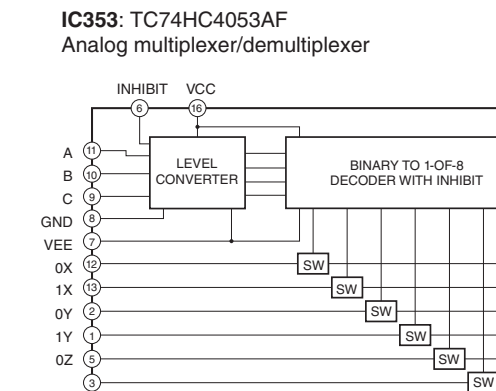 IC353: TC74HC4053AF
Analog multiplexer/demultiplexer
INHIBIT VCC
6 16
A 11
B 10
C 9
GND 8
VEE 7
0X 12
1X 13
0Y 2
1Y 1
0Z 5
3
LEVEL
CONVERTER
BINARY TO 1-OF-8
DECODER WITH INHIBIT
SW
SW
SW
SW
SW
SW